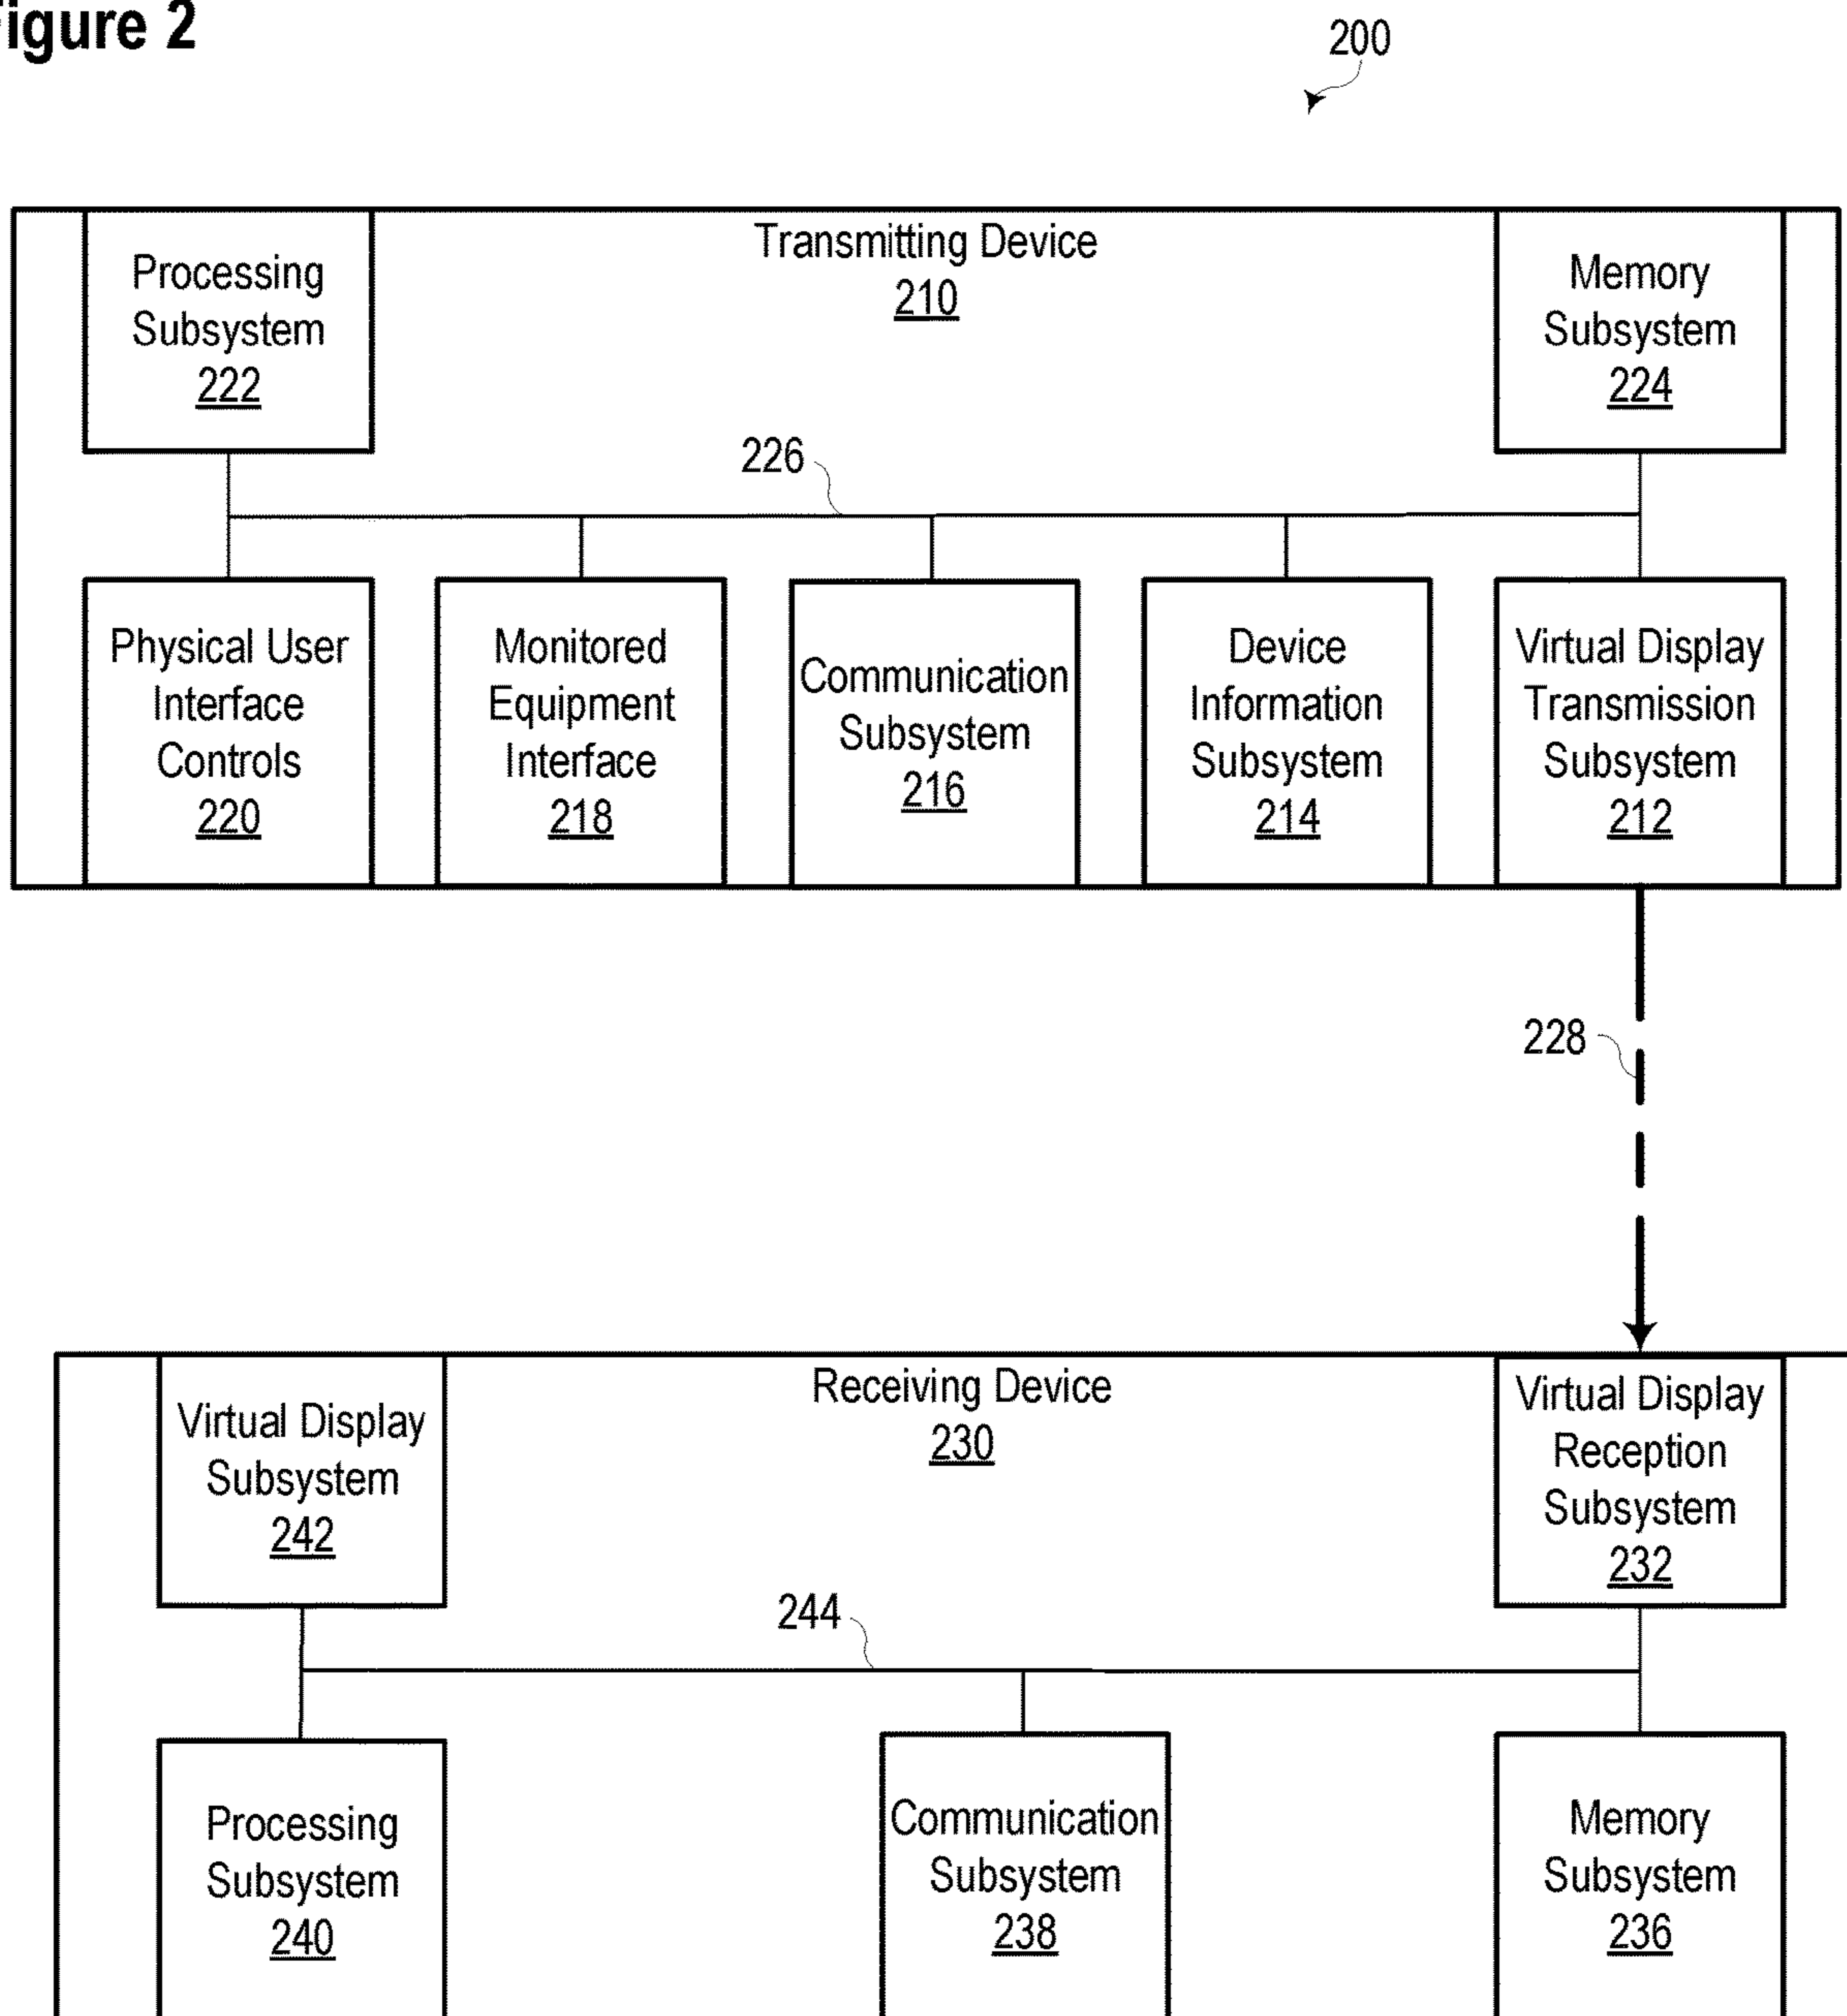 igure 2
200
Transmitting Device
210
Processing
Subsystem
222
Memory
Subsystem
224
226
Physical User
Interface
Controls
220
Monitored
Equipment
Interface
218
Communication
Subsystem
216
Device
Information
Subsystem
214
Virtual Display
Transmission
Subsystem
212
228
Receiving Device
230
Virtual Display
Subsystem
242
Virtual Display
Reception
Subsystem
232
244
Processing
Subsystem
240
Communication
Subsystem
238
Memory
Subsystem
236